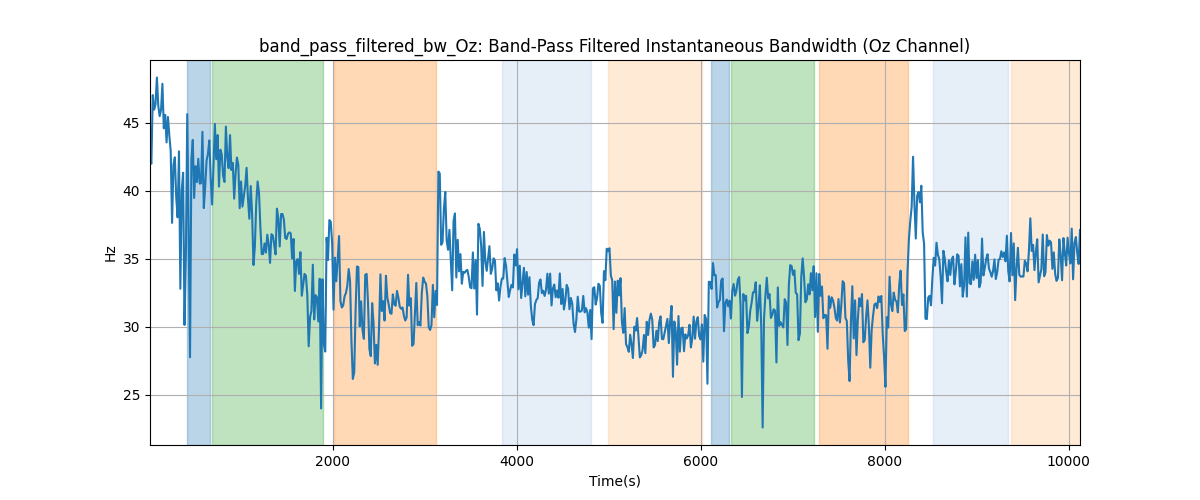 band_pass_filtered_bw_Oz: Band-Pass Filtered Instantaneous Bandwidth (Oz Channel)
45
40
35
30
25
Hz
2000 4000 6000 8000 10000
Time(s)